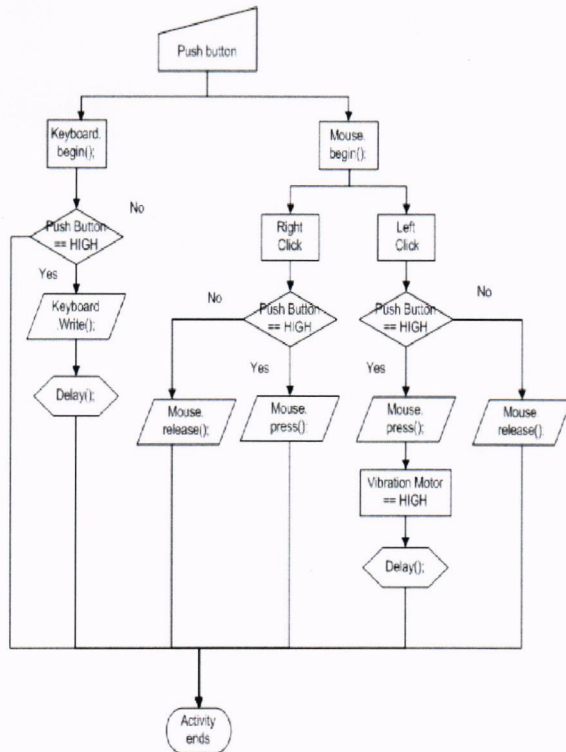 Push button
Keyboard.
begin();
Mouse.
begin();
No
Push Button
== HIGH
Yes
Keyboard
.Write();
Delay();
Right
Click
Left
Click
No
Push Button
== HIGH
Yes
Push Button
== HIGH
No
Yes
Mouse.
release();
Mouse.
press();
Mouse.
press();
Mouse
release().
Vibration Motor
== HIGH
Delay();
Activity
ends